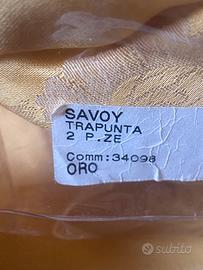 SAVOY
TRAPUNTA
2 P.ZE
Comm:34098
ORO
subito